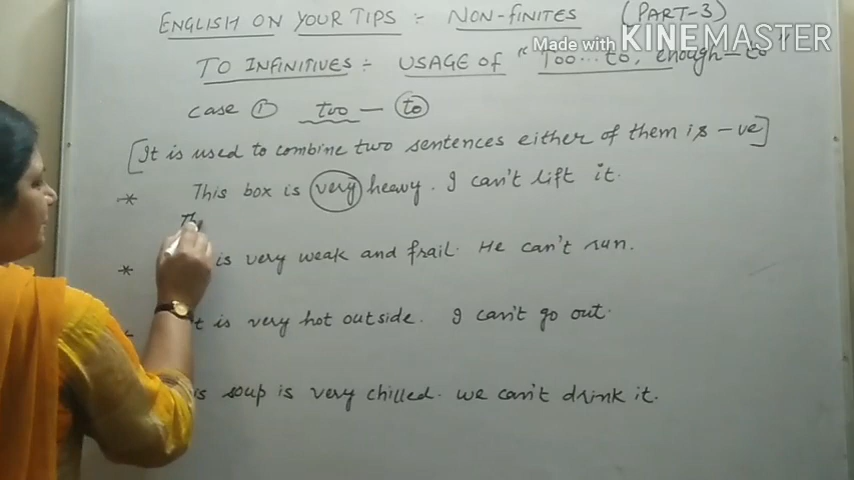 ENGLISH ON YOUR TIPS :- NON-FINITES (PART-3)
Made with KINEMASTER
TO INFINITIVES :- USAGE OF "Too...to, enough-to"
case ① too - to
[It is used to combine two sentences either of them is -ve]
* This box is very heavy. I can't lift it.
Th
* is very weak and frail. He can't run.
is very hot outside. I can't go out.
soup is very chilled. we can't drink it.